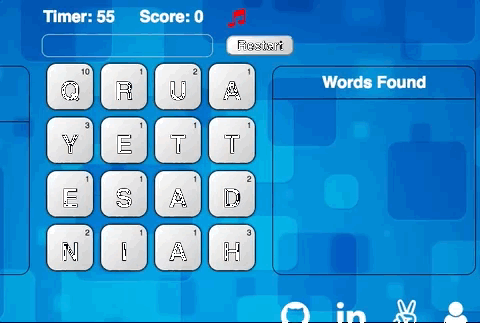 Timer: 55 Score: 0
Restart
Words Found
Q 10 R 1 U 2 A 1
Y 3 E 1 T 1 T 1
E 1 S 1 A 1 D 2
N 2 I 1 A 1 H 3
in